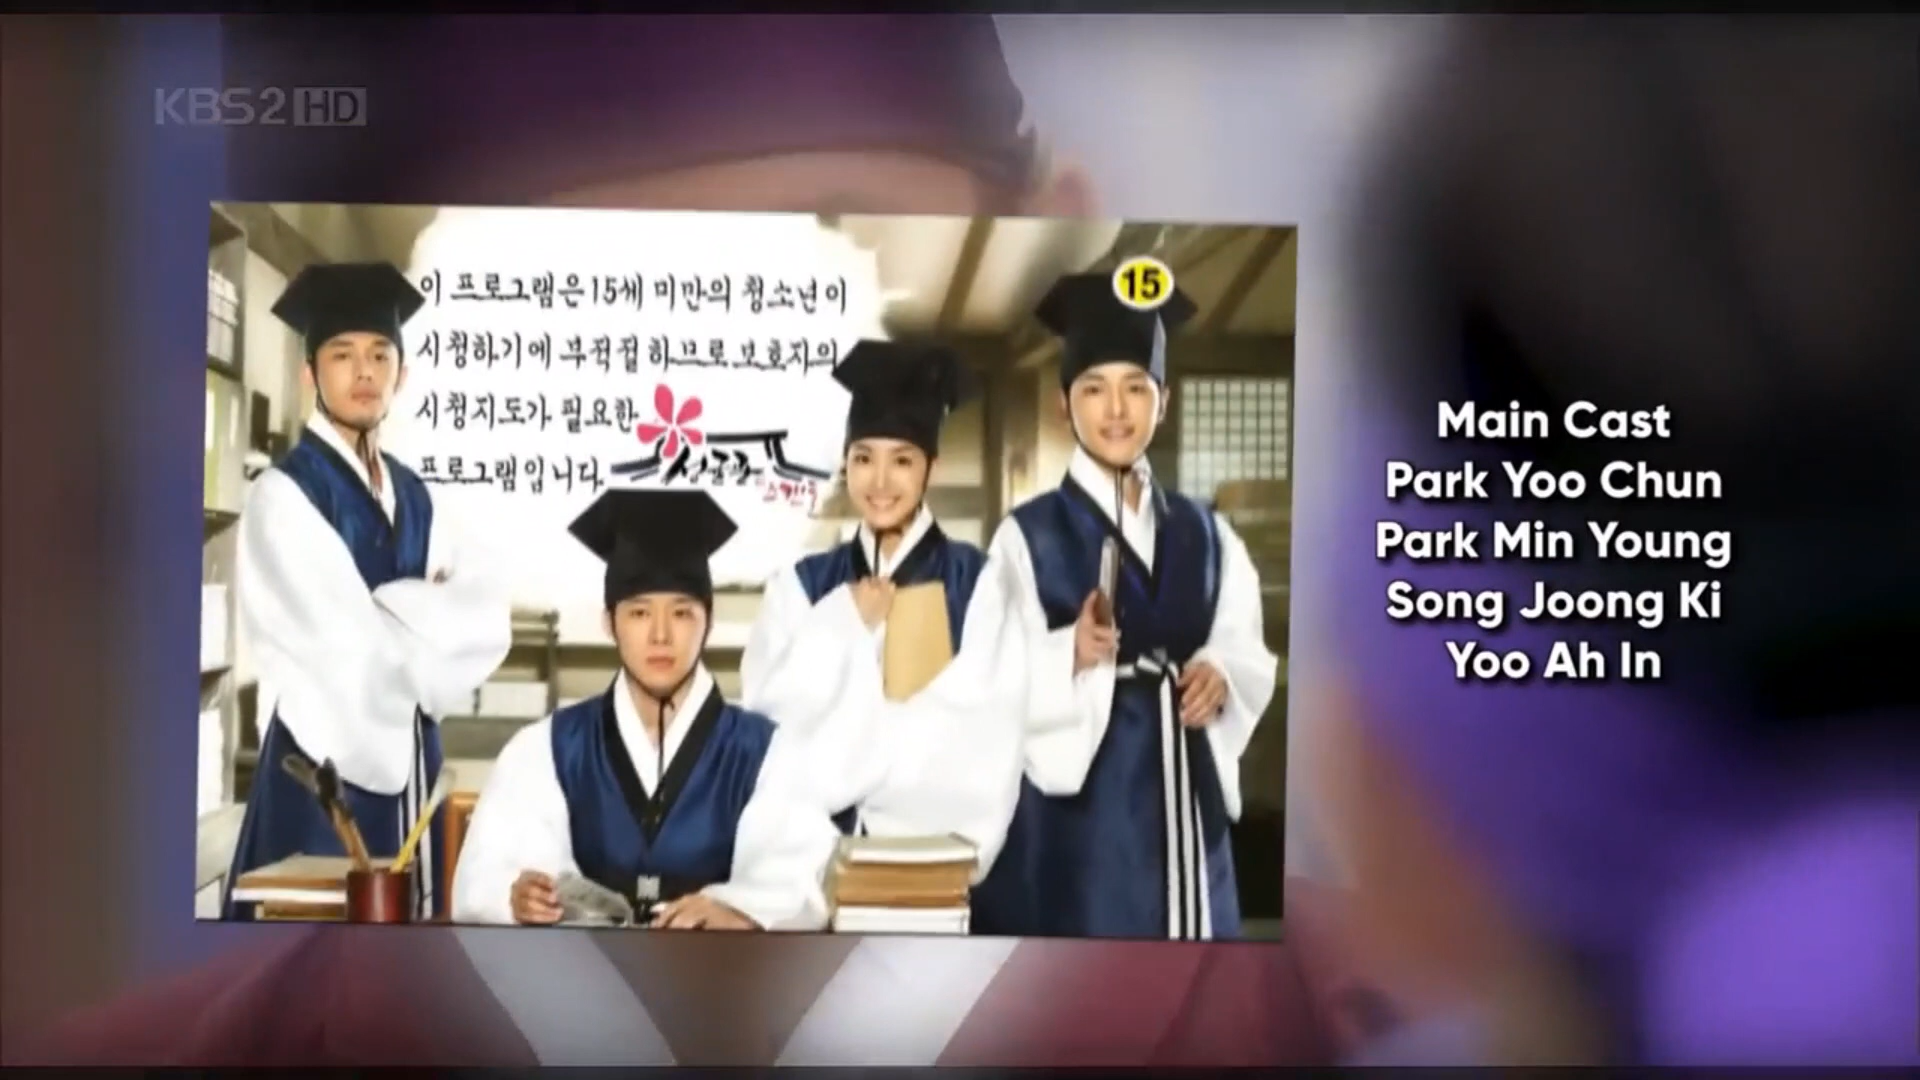 KBS2 HD
이 프로그램은 15세 미만의 청소년이
시청하기에 부적절하므로 보호자의
시청지도가 필요한
프로그램입니다.
성균관
스캔들
15
Main Cast
Park Yoo Chun
Park Min Young
Song Joong Ki
Yoo Ah In